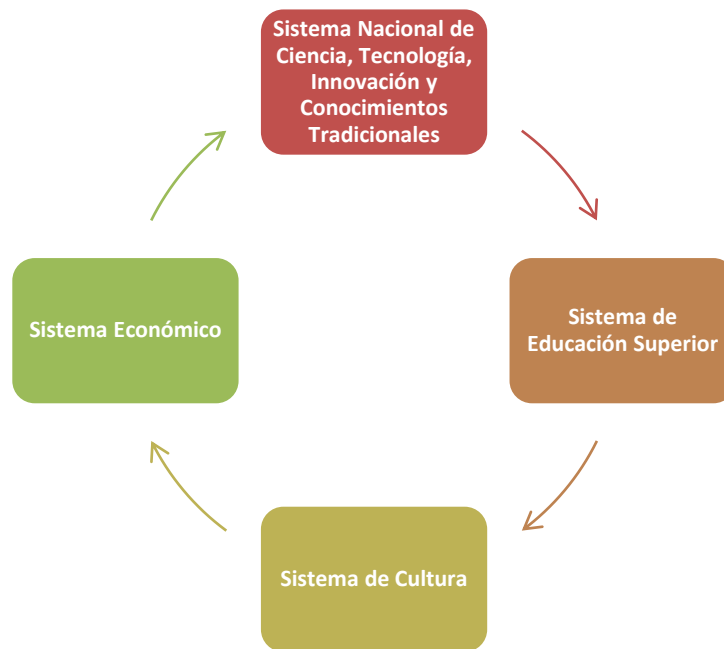 Sistema Nacional de
Ciencia, Tecnología,
Innovación y
Conocimientos
Tradicionales
Sistema Económico
Sistema de
Educación Superior
Sistema de Cultura